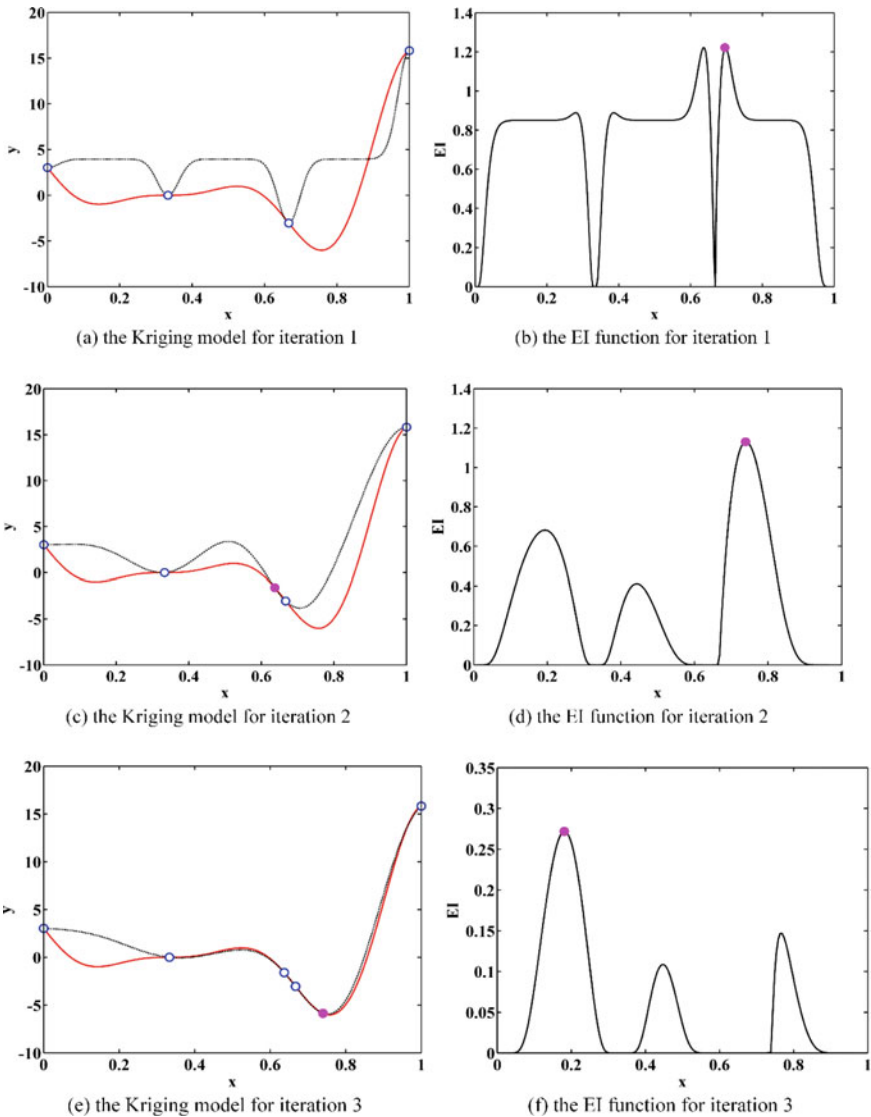 20
15
10
5
0
-5
-10
y
0 0.2 0.4 0.6 0.8 1
x
(a) the Kriging model for iteration 1
1.4
1.2
1
0.8
0.6
0.4
0.2
0
EI
0 0.2 0.4 0.6 0.8 1
x
(b) the EI function for iteration 1
20
15
10
5
0
-5
-10
y
0 0.2 0.4 0.6 0.8 1
x
(c) the Kriging model for iteration 2
1.4
1.2
1
0.8
0.6
0.4
0.2
0
EI
0 0.2 0.4 0.6 0.8 1
x
(d) the EI function for iteration 2
20
15
10
5
0
-5
-10
y
0 0.2 0.4 0.6 0.8 1
x
(e) the Kriging model for iteration 3
0.35
0.3
0.25
0.2
0.15
0.1
0.05
0
EI
0 0.2 0.4 0.6 0.8 1
x
(f) the EI function for iteration 3